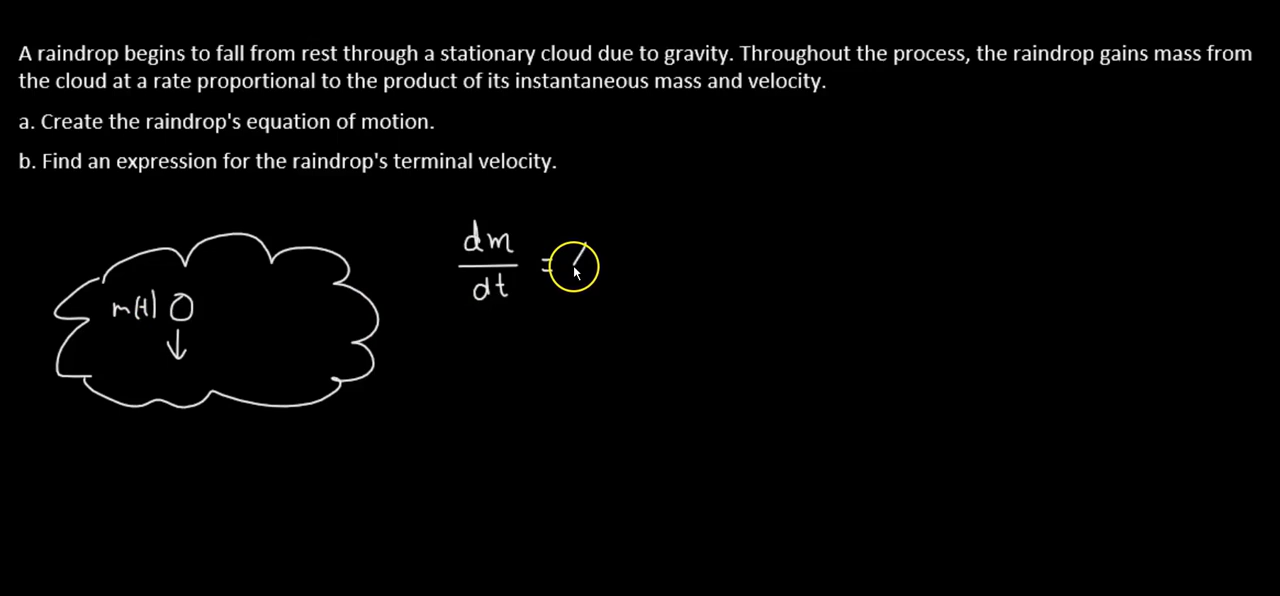 A raindrop begins to fall from rest through a stationary cloud due to gravity. Throughout the process, the raindrop gains mass from
the cloud at a rate proportional to the product of its instantaneous mass and velocity.
a. Create the raindrop's equation of motion.
b. Find an expression for the raindrop's terminal velocity.
dm
=
dt
m(t)